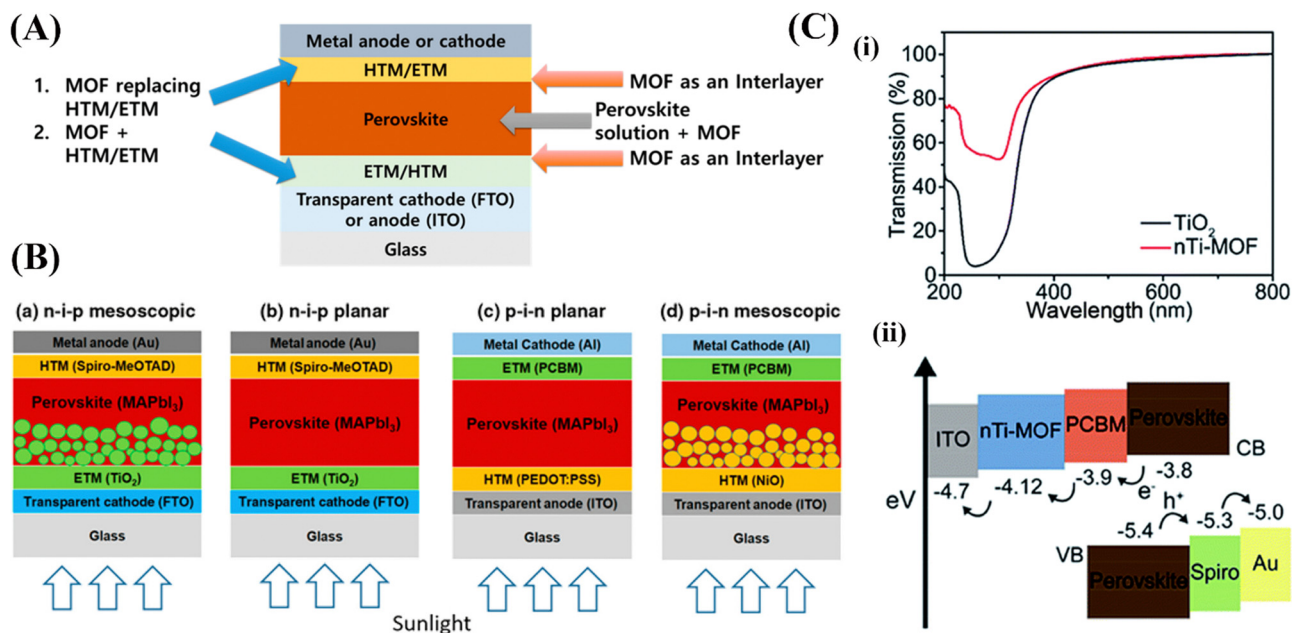 (A)
Metal anode or cathode
HTM/ETM
Perovskite
ETM/HTM
Transparent cathode (FTO)
or anode (ITO)
Glass
1. MOF replacing
HTM/ETM
2. MOF +
HTM/ETM
MOF as an Interlayer
Perovskite
solution + MOF
MOF as an Interlayer
(B)
(a) n-i-p mesoscopic
Metal anode (Au)
HTM (Spiro-MeOTAD)
Perovskite (MAPbI₃)
ETM (TiO₂)
Transparent cathode (FTO)
Glass
(b) n-i-p planar
Metal anode (Au)
HTM (Spiro-MeOTAD)
Perovskite (MAPbI₃)
ETM (TiO₂)
Transparent cathode (FTO)
Glass
(c) p-i-n planar
Metal Cathode (Al)
ETM (PCBM)
Perovskite (MAPbI₃)
HTM (PEDOT:PSS)
Transparent anode (ITO)
Glass
(d) p-i-n mesoscopic
Metal Cathode (Al)
ETM (PCBM)
Perovskite (MAPbI₃)
HTM (NiO)
Transparent anode (ITO)
Glass
Sunlight
(C)
(i)
Transmission (%)
100
80
60
40
20
0
200
400
600
800
Wavelength (nm)
TiO₂
nTi-MOF
(ii)
eV
ITO
nTi-MOF
PCBM
Perovskite
CB
-4.7
-4.12
-3.9
e⁻
-3.8
h⁺
-5.4
-5.3
-5.0
VB
Perovskite
Spiro
Au